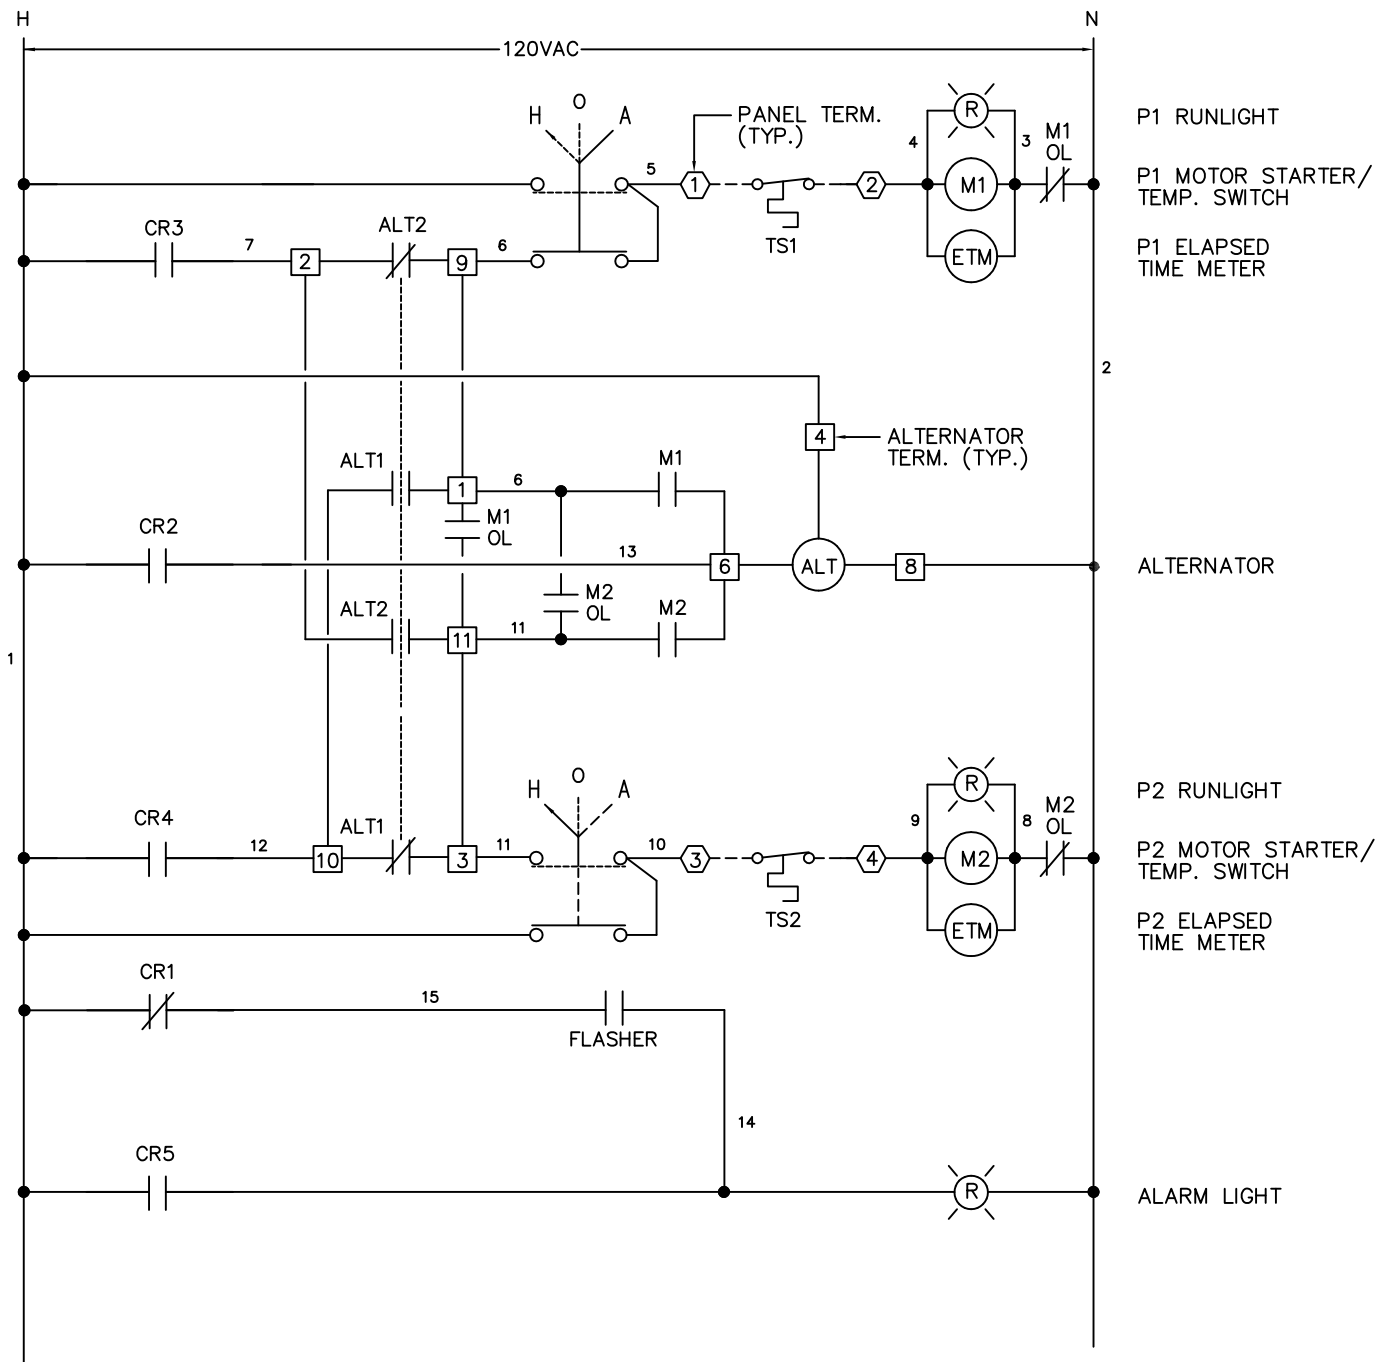 H
N
120VAC
H O A
PANEL TERM.
(TYP.)
R
P1 RUNLIGHT
4
3
M1
OL
5
1
2
M1
P1 MOTOR STARTER/
TEMP. SWITCH
TS1
CR3
7
2
ALT2
9
6
ETM
P1 ELAPSED
TIME METER
2
4
ALTERNATOR
TERM. (TYP.)
ALT1
1
6
M1
M1
OL
CR2
13
6
ALT
8
ALTERNATOR
M2
OL
ALT2
11
11
M2
1
H O A
R
P2 RUNLIGHT
9
8
M2
OL
CR4
12
10
ALT1
3
11
10
3
4
M2
P2 MOTOR STARTER/
TEMP. SWITCH
TS2
ETM
P2 ELAPSED
TIME METER
CR1
15
FLASHER
14
CR5
R
ALARM LIGHT